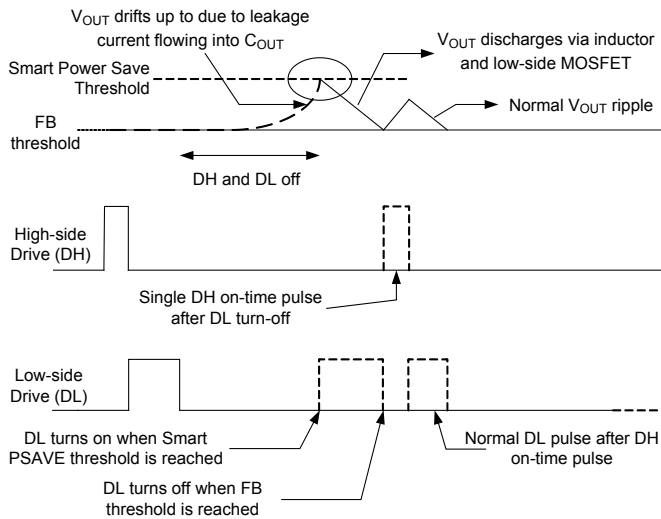 V_OUT drifts up to due to leakage
current flowing into C_OUT
V_OUT discharges via inductor
and low-side MOSFET
Smart Power Save
Threshold
Normal V_OUT ripple
FB
threshold
DH and DL off
High-side
Drive (DH)
Single DH on-time pulse
after DL turn-off
Low-side
Drive (DL)
DL turns on when Smart
PSAVE threshold is reached
Normal DL pulse after DH
on-time pulse
DL turns off when FB
threshold is reached